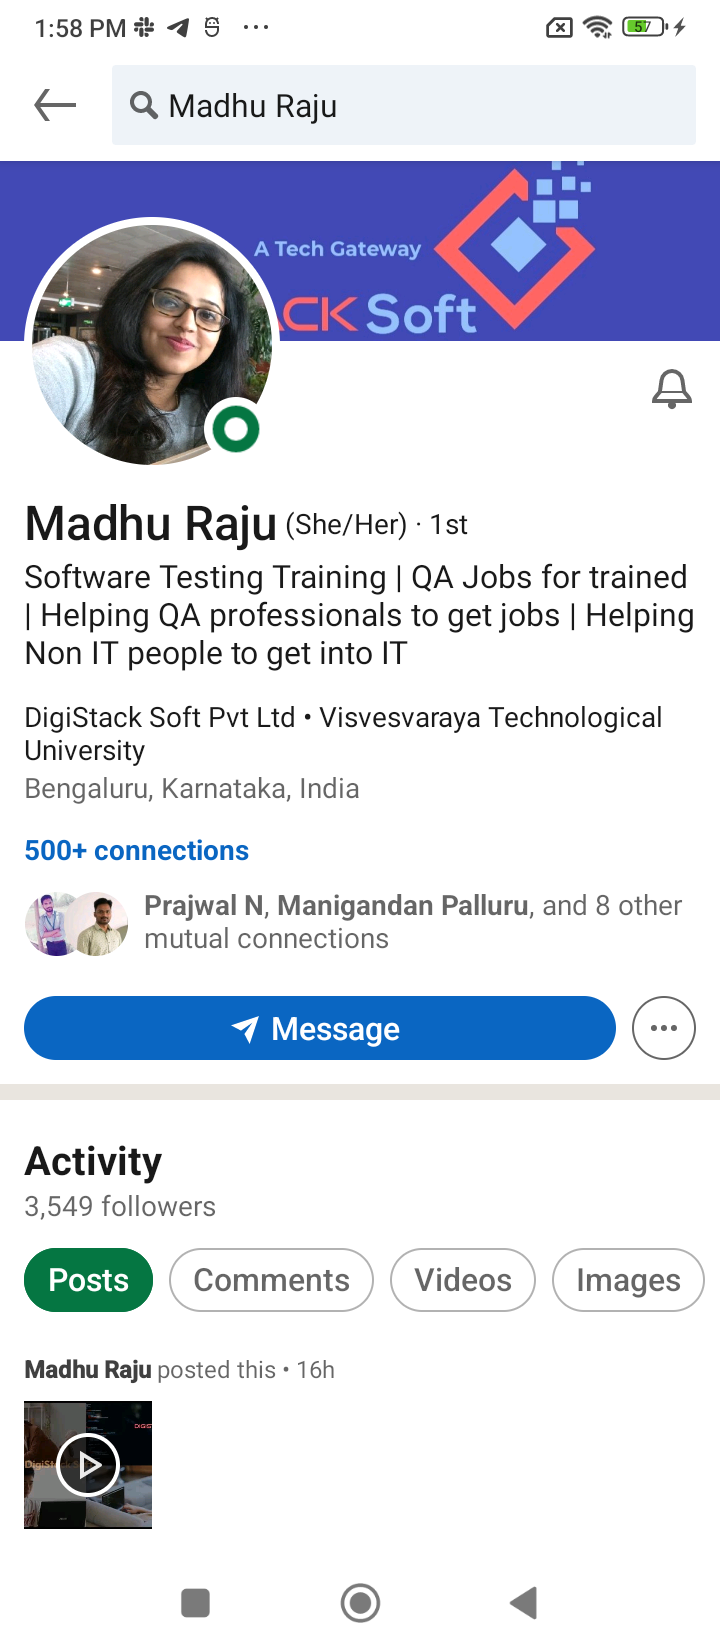 1:58 PM
57
Madhu Raju
A Tech Gateway
ACK Soft
Madhu Raju (She/Her) · 1st
Software Testing Training | QA Jobs for trained
| Helping QA professionals to get jobs | Helping
Non IT people to get into IT
DigiStack Soft Pvt Ltd • Visvesvaraya Technological
University
Bengaluru, Karnataka, India
500+ connections
Prajwal N, Manigandan Palluru, and 8 other
mutual connections
Message
Activity
3,549 followers
Posts Comments Videos Images
Madhu Raju posted this • 16h